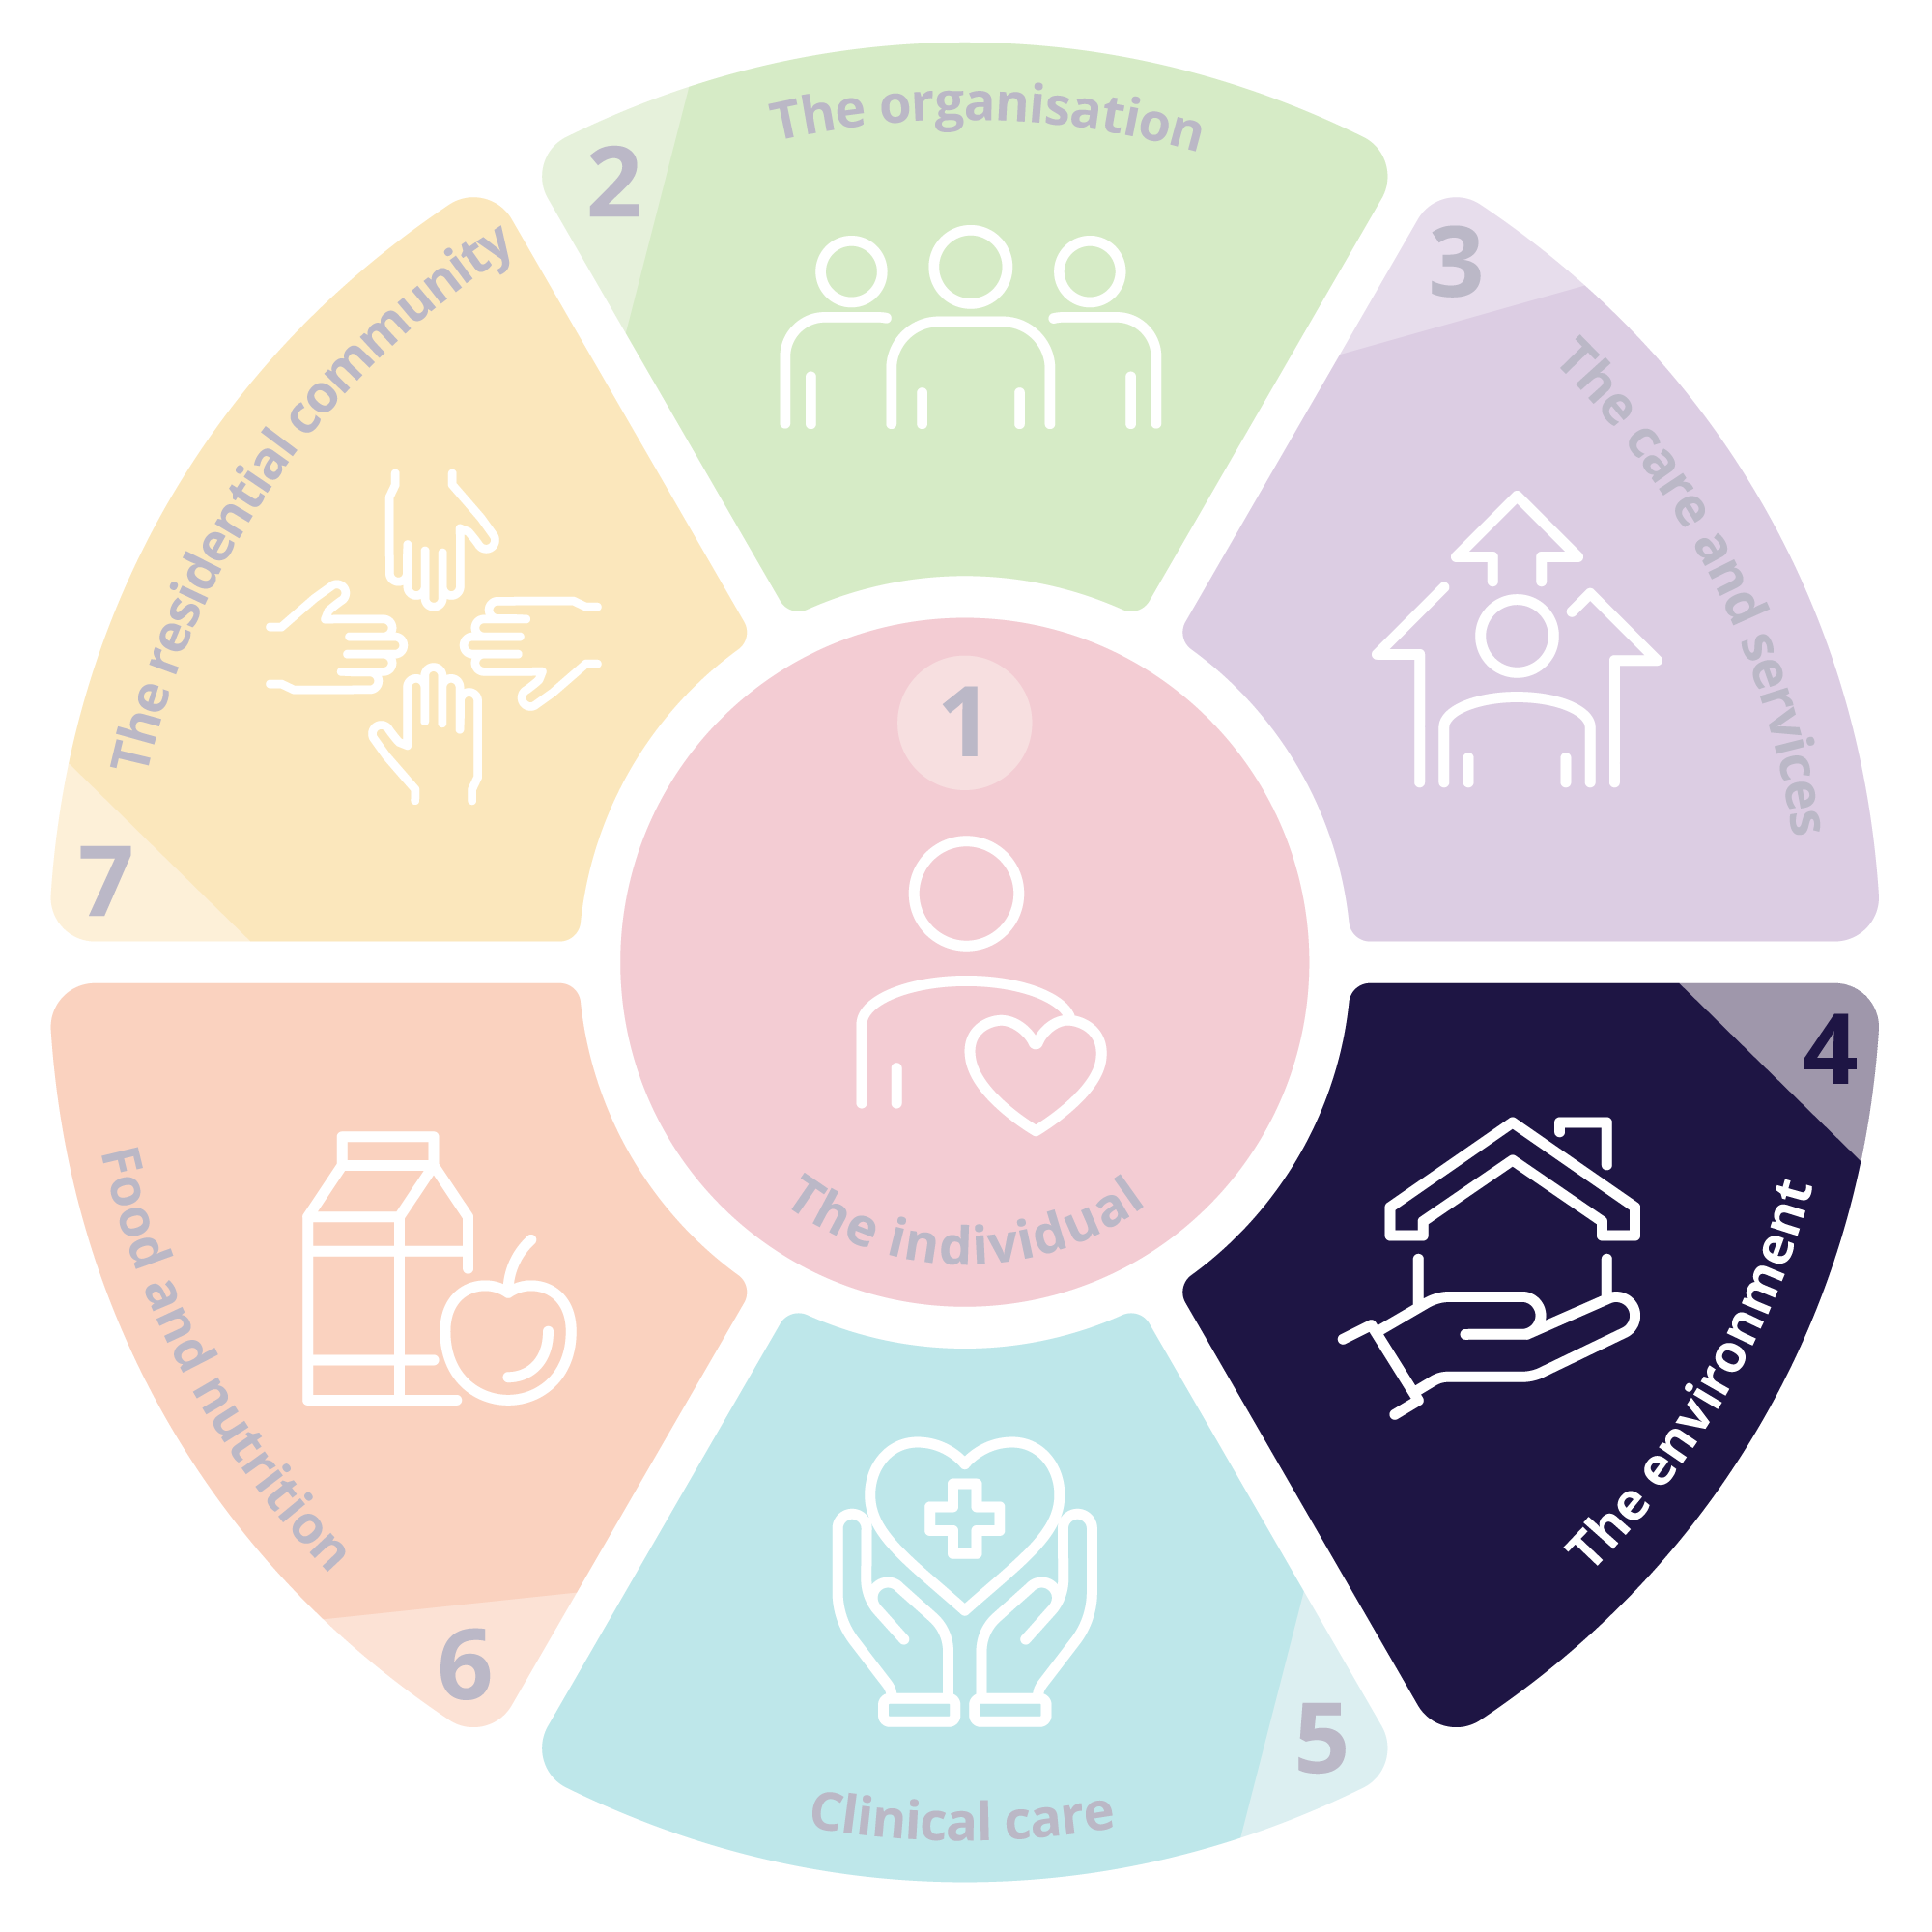 1
The individual
2
The organisation
3
The care and services
4
The environment
5
Clinical care
6
Food and nutrition
7
The residential community